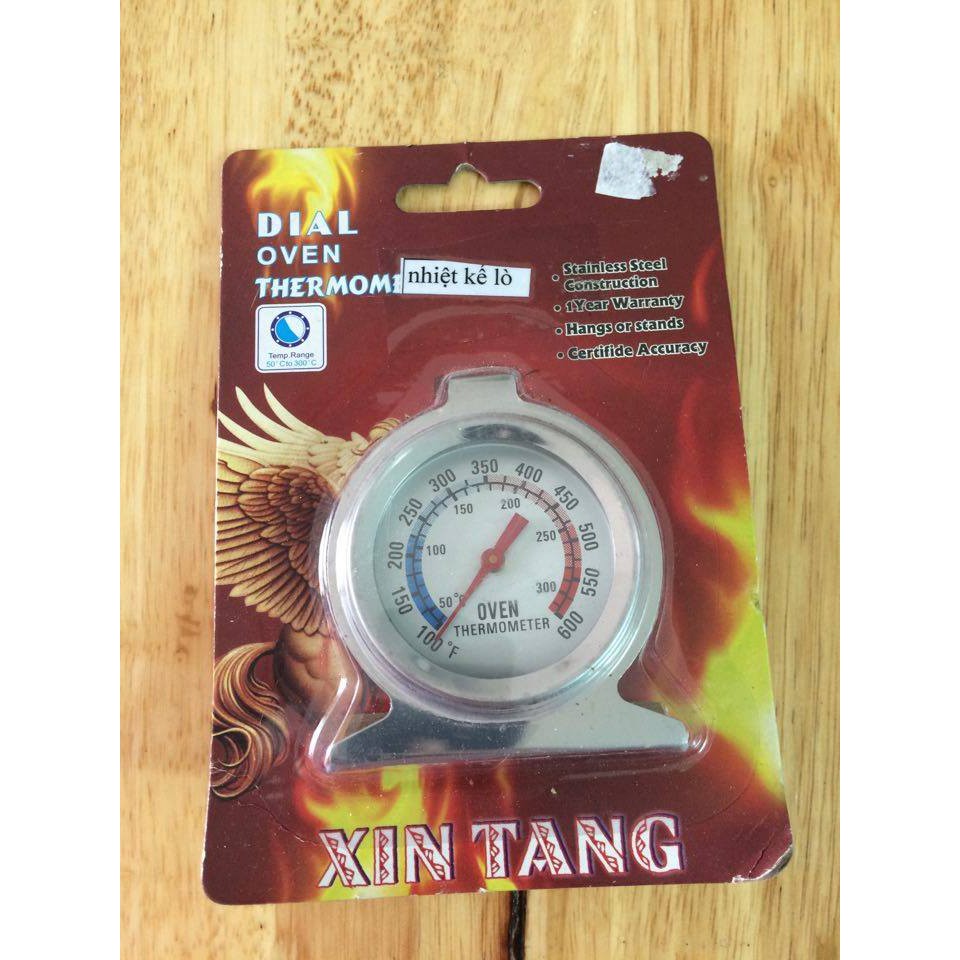 DIAL
OVEN
THERMOM
nhiệt kế lò
Temp.Range
50°Cto 300°C
• Stainless Steel
Construction
• 1Year Warranty
• Hangs or stands
• Certifide Accuracy
100 °F 150 200 250 300 350 400 450 500 550 600
50°C 100 150 200 250 300
OVEN
THERMOMETER
XIN TANG